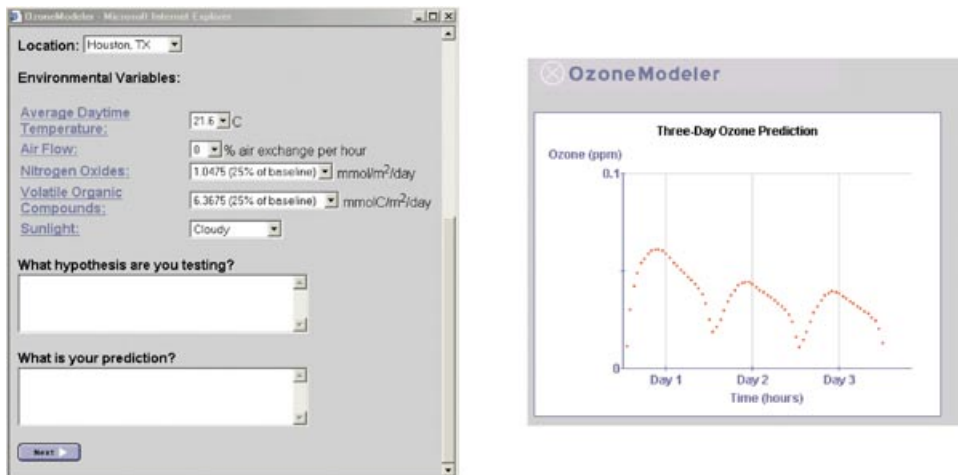 OzoneModeler - Microsoft Internet Explorer
Location: Houston, TX
Environmental Variables:
Average Daytime
Temperature: 21.6 C
Air Flow: 0 % air exchange per hour
Nitrogen Oxides: 1.0475 (25% of baseline) mmol/m²/day
Volatile Organic
Compounds: 6.3675 (25% of baseline) mmolC/m²/day
Sunlight: Cloudy
What hypothesis are you testing?
What is your prediction?
Next
OzoneModeler
Three-Day Ozone Prediction
Ozone (ppm)
0.1
0
Day 1 Day 2 Day 3
Time (hours)